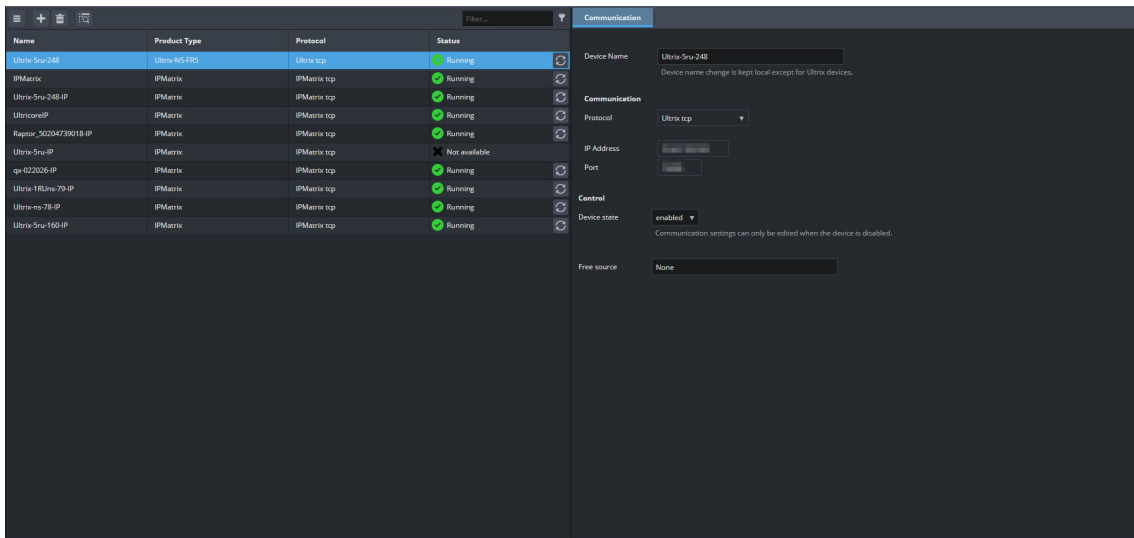 Filter...
Name Product Type Protocol Status
Ultrix-5ru-248 Ultrix-NS-FR5 Ultrix tcp Running
IPMatrix IPMatrix IPMatrix tcp Running
Ultrix-5ru-248-IP IPMatrix IPMatrix tcp Running
UltricoreIP IPMatrix IPMatrix tcp Running
Raptor_50204739018-IP IPMatrix IPMatrix tcp Running
Ultrix-5ru-IP IPMatrix IPMatrix tcp Not available
qx-022026-IP IPMatrix IPMatrix tcp Running
Ultrix-1RUns-79-IP IPMatrix IPMatrix tcp Running
Ultrix-ns-78-IP IPMatrix IPMatrix tcp Running
Ultrix-5ru-160-IP IPMatrix IPMatrix tcp Running
Communication
Device Name Ultrix-5ru-248
Device name change is kept local except for Ultrix devices.
Communication
Protocol Ultrix tcp
IP Address
Port
Control
Device state enabled
Communication settings can only be edited when the device is disabled.
Free source None